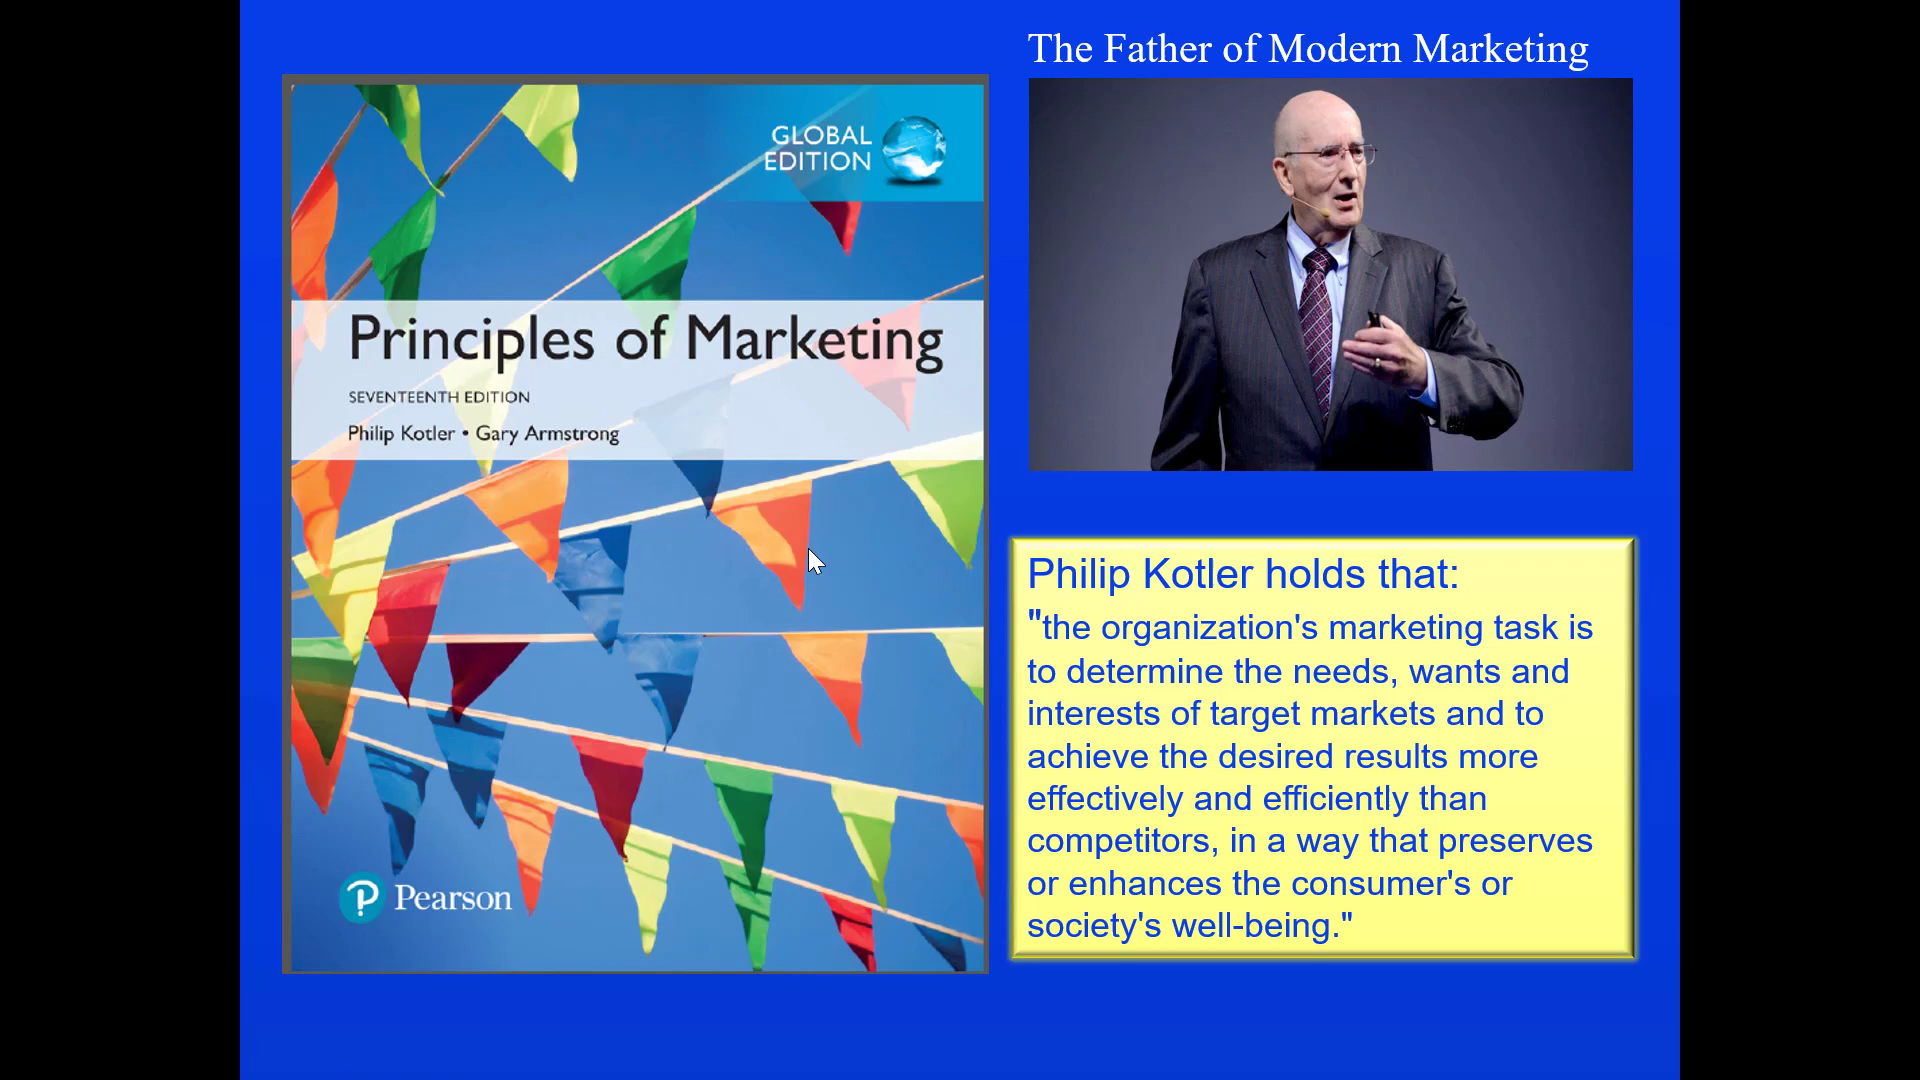 The Father of Modern Marketing
GLOBAL
EDITION
Principles of Marketing
SEVENTEENTH EDITION
Philip Kotler • Gary Armstrong
Pearson
Philip Kotler holds that:
"the organization's marketing task is
to determine the needs, wants and
interests of target markets and to
achieve the desired results more
effectively and efficiently than
competitors, in a way that preserves
or enhances the consumer's or
society's well-being."